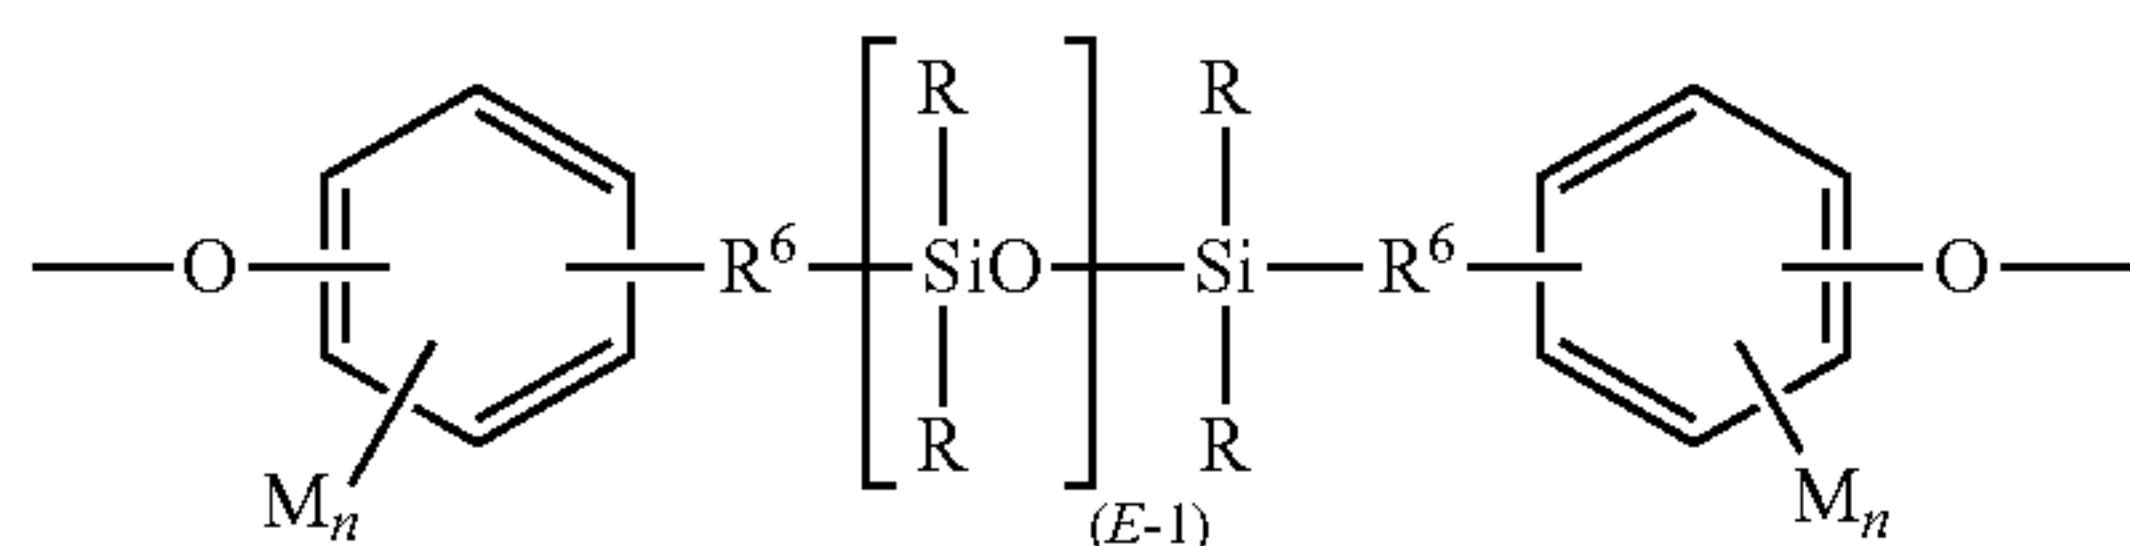 R R
O R⁶ SiO Si R⁶ O
R R
Mₙ (E-1) Mₙ